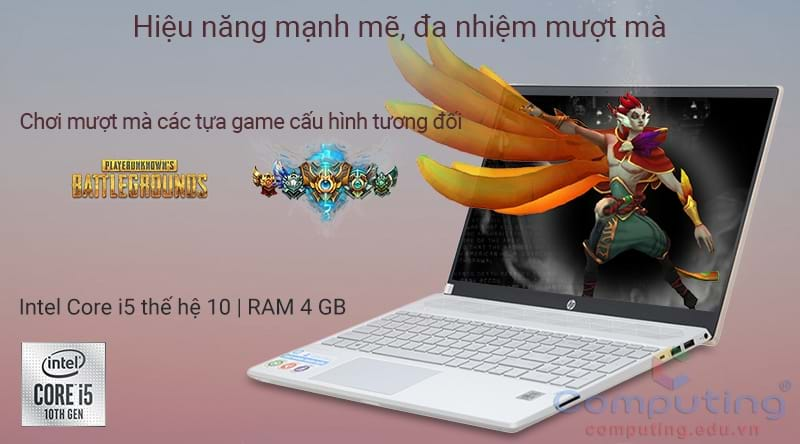 Hiệu năng mạnh mẽ, đa nhiệm mượt mà
Chơi mượt mà các tựa game cấu hình tương đối
PLAYERUNKNOWN'S
BATTLEGROUNDS
Intel Core i5 thế hệ 10 | RAM 4 GB
intel
CORE i5
10TH GEN
hp
Computing
computing.edu.vn